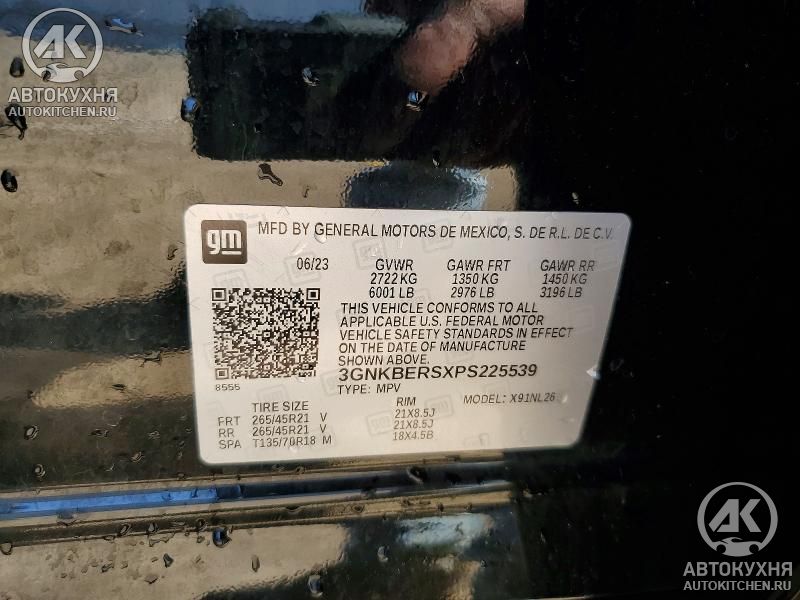 AK
АВТОКУХНЯ
AUTOKITCHEN.RU
gm
MFD BY GENERAL MOTORS DE MEXICO, S. DE R.L. DE C.V.
06/23 GVWR GAWR FRT GAWR RR
2722 KG 1350 KG 1450 KG
6001 LB 2976 LB 3196 LB
THIS VEHICLE CONFORMS TO ALL
APPLICABLE U.S. FEDERAL MOTOR
VEHICLE SAFETY STANDARDS IN EFFECT
ON THE DATE OF MANUFACTURE
SHOWN ABOVE.
8555
3GNKBERSXPS225539
TYPE: MPV MODEL: X91NL26
TIRE SIZE RIM
FRT 265/45R21 V 21X8.5J
RR 265/45R21 V 21X8.5J
SPA T135/70R18 M 18X4.5B
AK
АВТОКУХНЯ
AUTOKITCHEN.RU